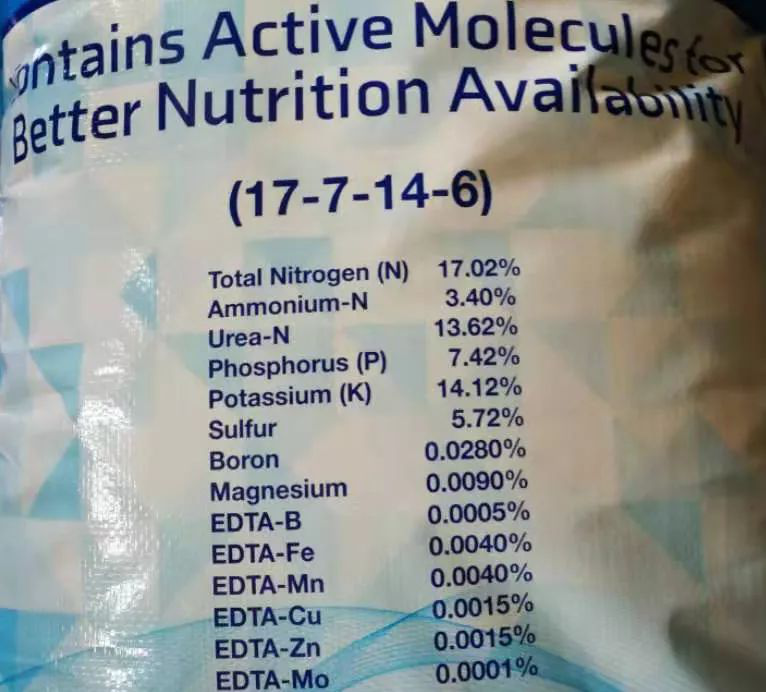 ontains Active Molecules for
Better Nutrition Availability
(17-7-14-6)
Total Nitrogen (N) 17.02%
Ammonium-N 3.40%
Urea-N 13.62%
Phosphorus (P) 7.42%
Potassium (K) 14.12%
Sulfur 5.72%
Boron 0.0280%
Magnesium 0.0090%
EDTA-B 0.0005%
EDTA-Fe 0.0040%
EDTA-Mn 0.0040%
EDTA-Cu 0.0015%
EDTA-Zn 0.0015%
EDTA-Mo 0.0001%